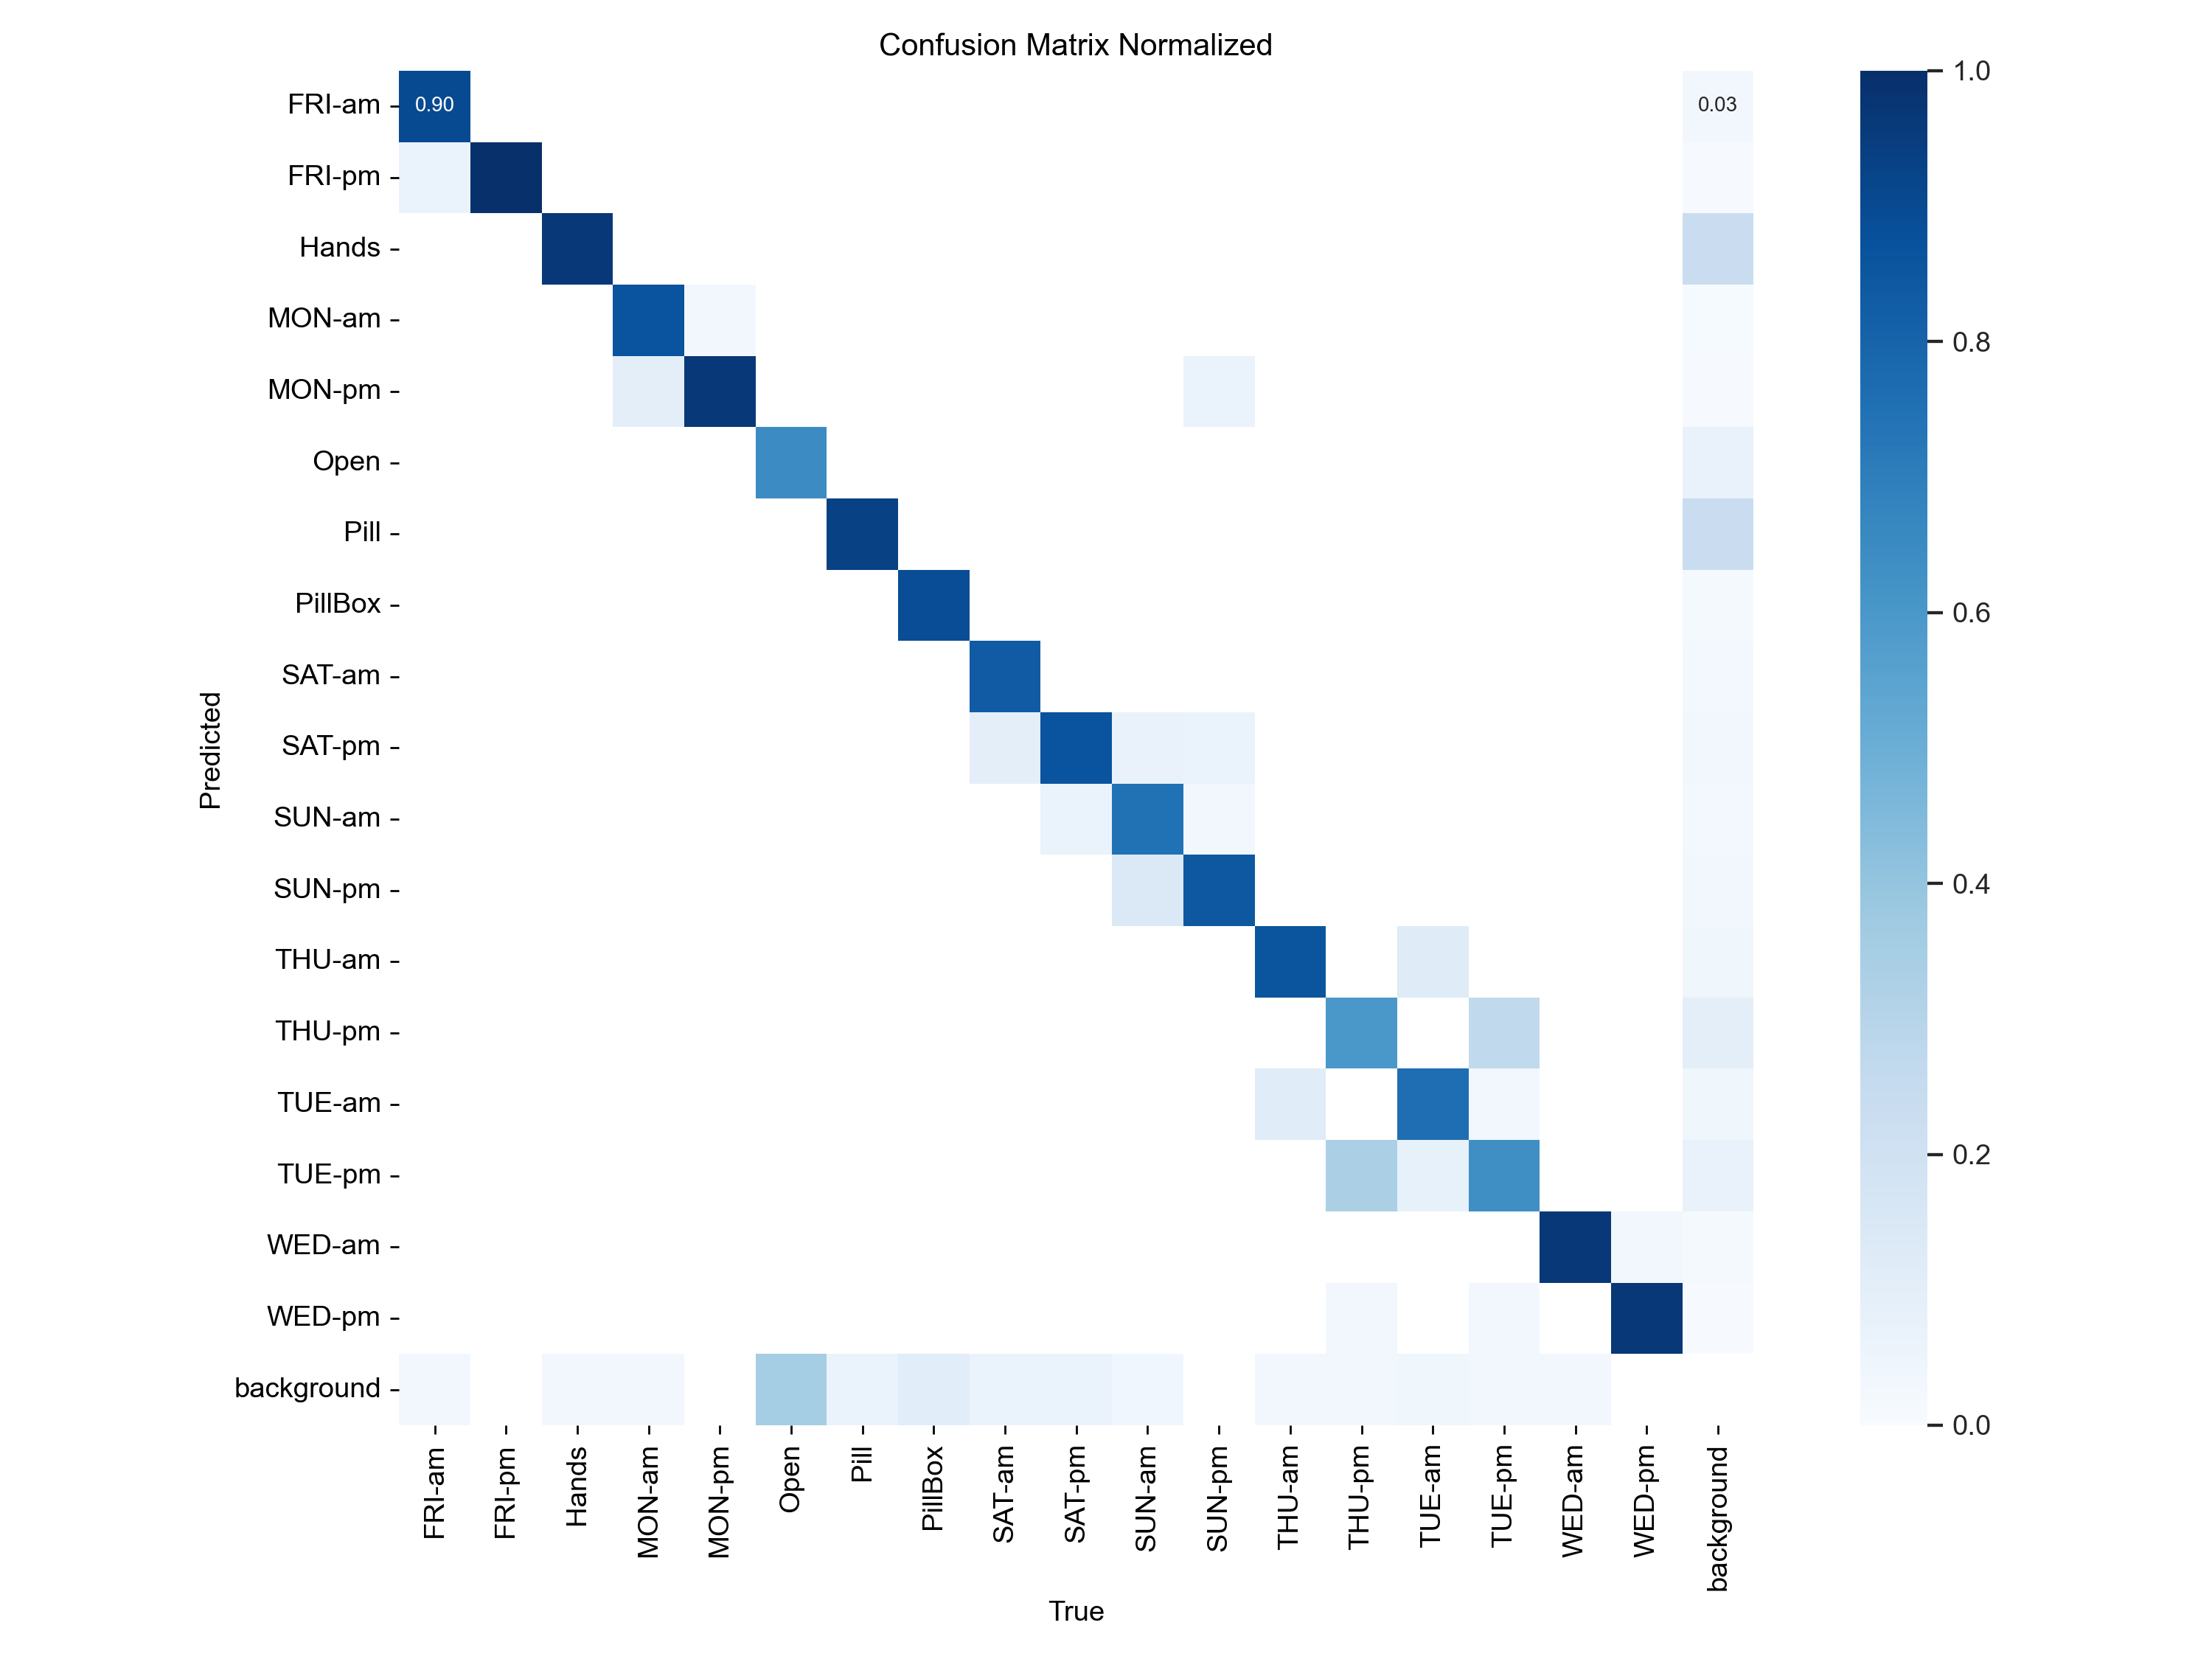 Confusion Matrix Normalized
FRI-am
0.90
0.03
1.0
FRI-pm
Hands
MON-am
0.8
MON-pm
Open
Pill
PillBox
0.6
SAT-am
Predicted
SAT-pm
SUN-am
SUN-pm
0.4
THU-am
THU-pm
TUE-am
TUE-pm
0.2
WED-am
WED-pm
background
0.0
FRI-am
FRI-pm
Hands
MON-am
MON-pm
Open
Pill
PillBox
SAT-am
SAT-pm
SUN-am
SUN-pm
THU-am
THU-pm
TUE-am
TUE-pm
WED-am
WED-pm
background
True